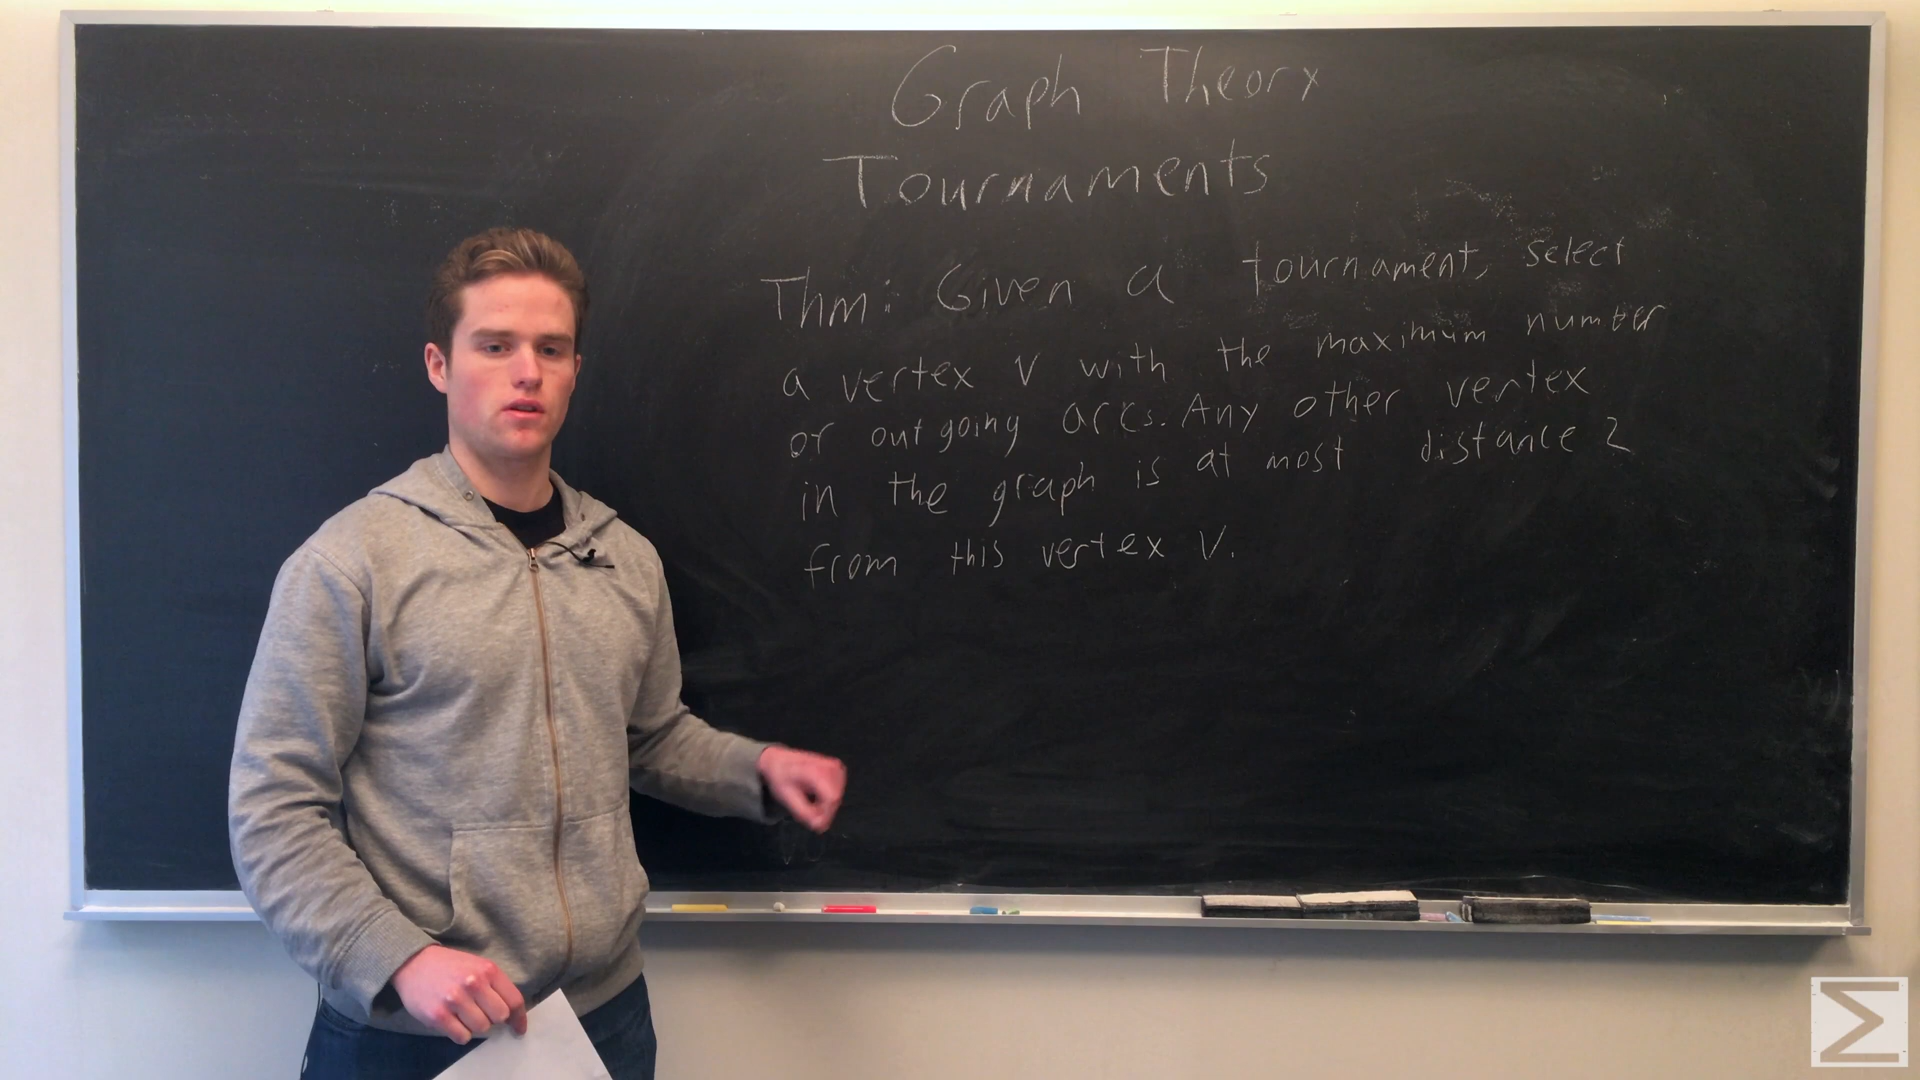 Graph Theory
Tournaments
Thm: Given a tournament, select
a vertex V with the maximum number
of outgoing arcs. Any other vertex
in the graph is at most distance 2
from this vertex V.
Σ